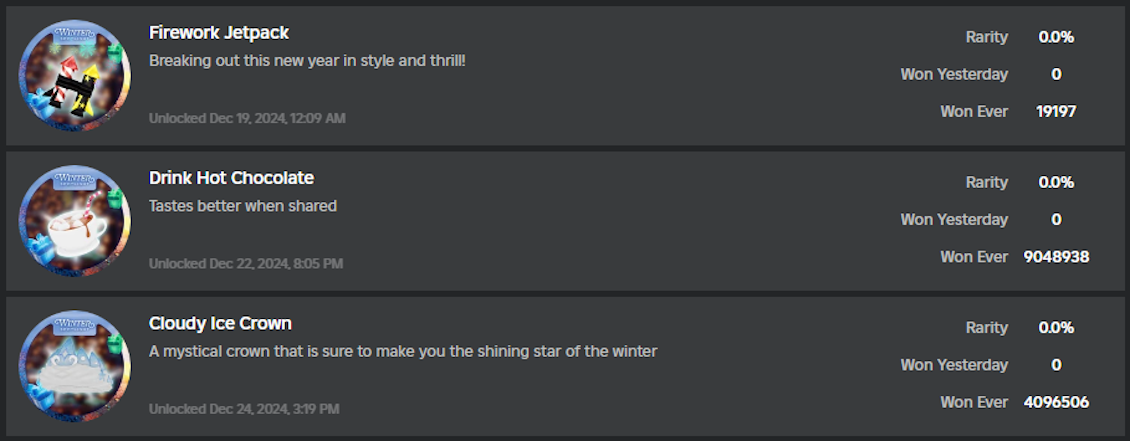 WINTER
Firework Jetpack
Breaking out this new year in style and thrill!
Unlocked Dec 19, 2024, 12:09 AM
Rarity 0.0%
Won Yesterday 0
Won Ever 19197
WINTER
Drink Hot Chocolate
Tastes better when shared
Unlocked Dec 22, 2024, 8:05 PM
Rarity 0.0%
Won Yesterday 0
Won Ever 9048938
WINTER
Cloudy Ice Crown
A mystical crown that is sure to make you the shining star of the winter
Unlocked Dec 24, 2024, 3:19 PM
Rarity 0.0%
Won Yesterday 0
Won Ever 4096506